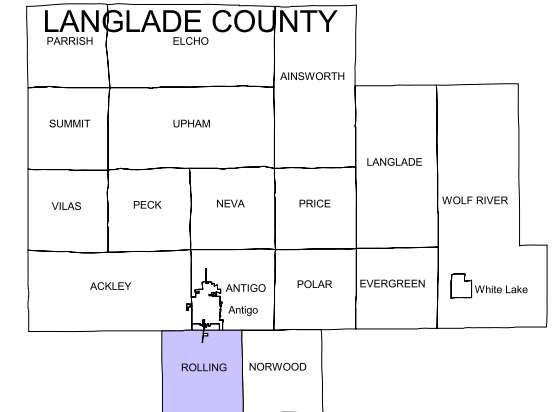 LANGLADE COUNTY
PARRISH
ELCHO
AINSWORTH
SUMMIT
UPHAM
LANGLADE
VILAS
PECK
NEVA
PRICE
WOLF RIVER
ACKLEY
ANTIGO
Antigo
POLAR
EVERGREEN
White Lake
ROLLING
NORWOOD